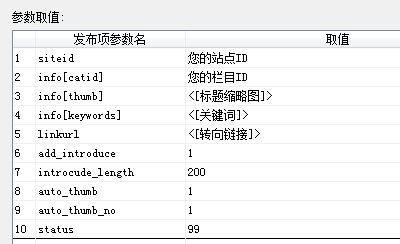 参数取值:
发布项参数名 取值
1 siteid 您的站点ID
2 info[catid] 您的栏目ID
3 info[thumb] <[标题缩略图]>
4 info[keywords] <[关键词]>
5 linkurl <[转向链接]>
6 add_introduce 1
7 introcude_length 200
8 auto_thumb 1
9 auto_thumb_no 1
10 status 99